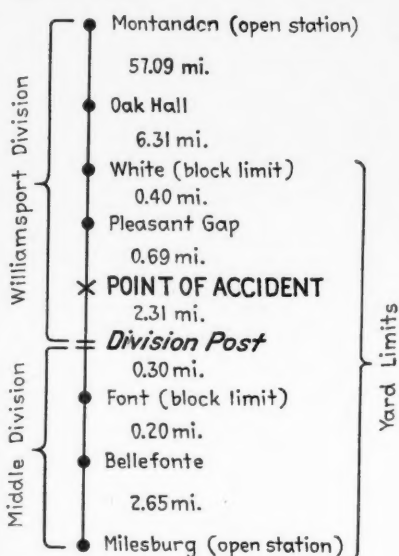 Montanden (open station)
57.09 mi.
Oak Hall
6.31 mi.
White (block limit)
0.40 mi.
Pleasant Gap
0.69 mi.
POINT OF ACCIDENT
2.31 mi.
Division Post
0.30 mi.
Font (block limit)
0.20 mi.
Bellefonte
2.65 mi.
Milesburg (open station)
Williamsport Division
Middle Division
Yard Limits